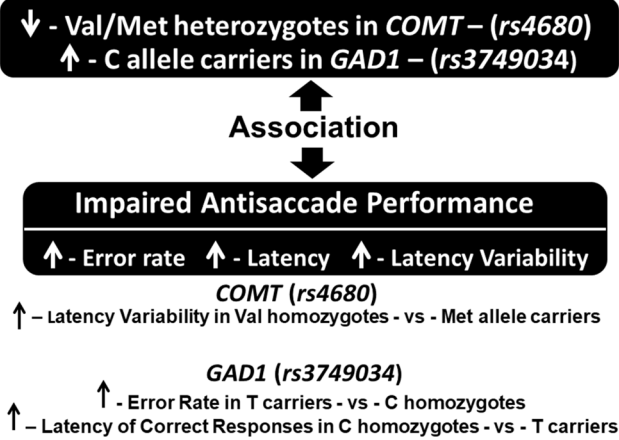 ↓ - Val/Met heterozygotes in COMT – (rs4680)
↑ - C allele carriers in GAD1 – (rs3749034)
Association
Impaired Antisaccade Performance
↑ - Error rate ↑ - Latency ↑ - Latency Variability
COMT (rs4680)
↑ – Latency Variability in Val homozygotes - vs - Met allele carriers
GAD1 (rs3749034)
↑ - Error Rate in T carriers - vs - C homozygotes
↑ - Latency of Correct Responses in C homozygotes - vs - T carriers